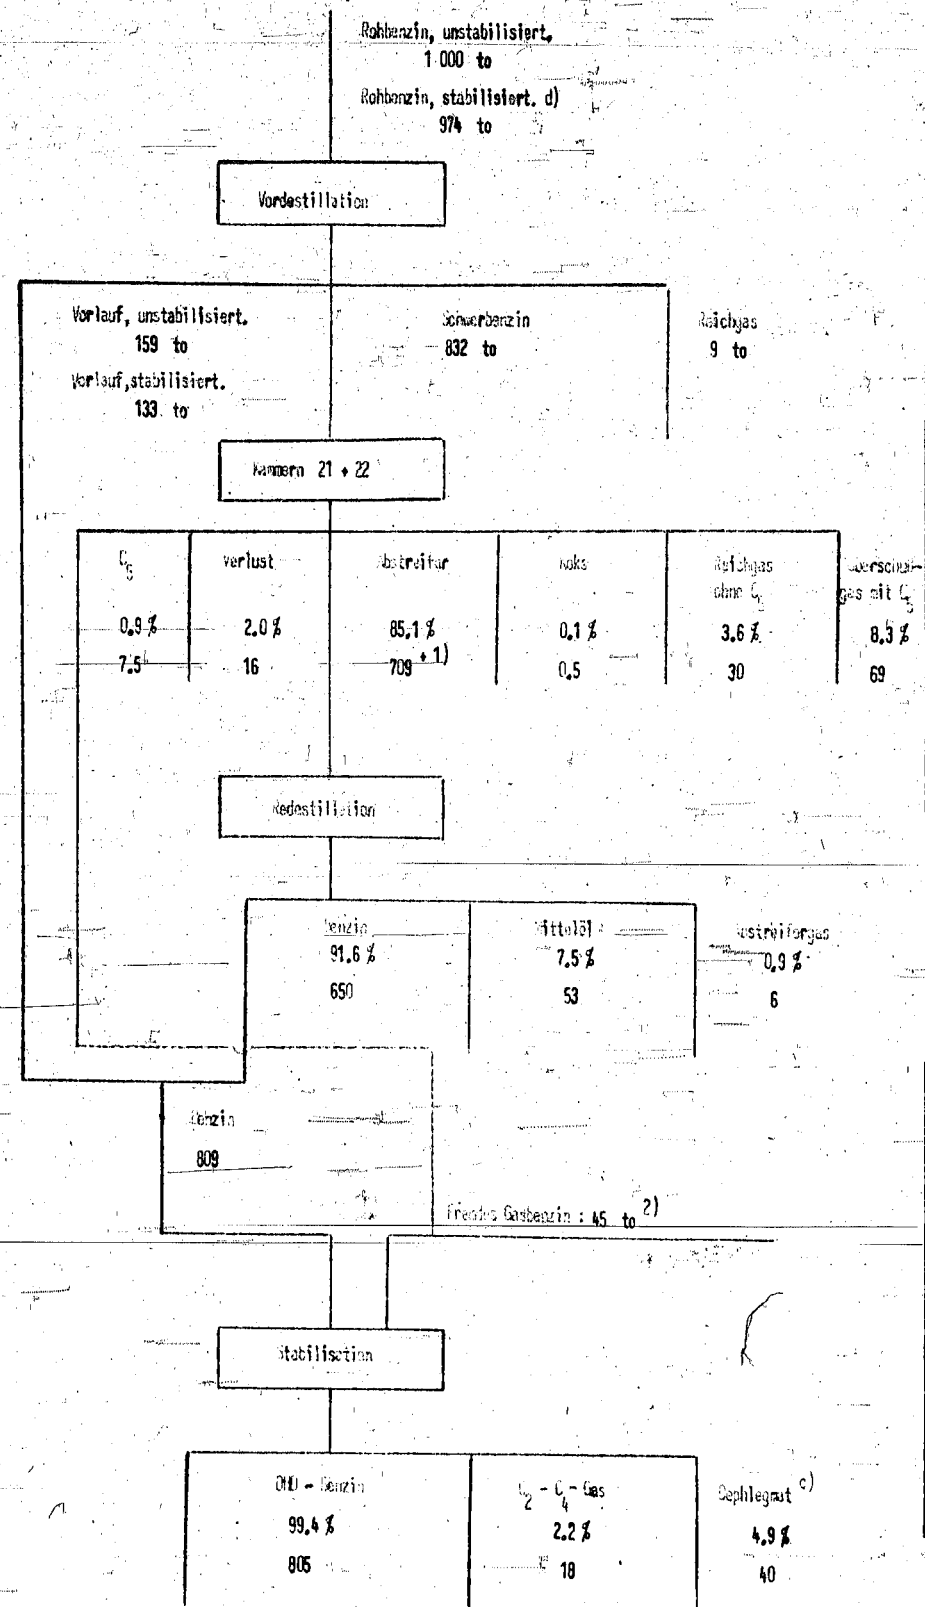 Rohbenzin, unstabilisiert.
1 000 to
Rohbenzin, stabilisiert. d)
974 to
Vordestillation
Vorlauf, unstabilisiert.
159 to
Vorlauf, stabilisiert.
133 to
Schwerbenzin
832 to
Reichgas
9 to
Kammern 21 + 22
C5
0.9 %
7.5
Verlust
2.0 %
16
Abstreifer
85.1 %
709 + 1)
Koks
0.1 %
0.5
Reichgas
ohne C5
3.6 %
30
Überschuß-
gas mit C5
8.3 %
69
Redestillation
Benzin
91.6 %
650
Mittelöl
7.5 %
53
Abstreifergas
0.9 %
6
Benzin
809
Fremdes Gasbenzin : 45 to 2)
Stabilisation
DHD - Benzin
99.4 %
805
C2 - C4 - Gas
2.2 %
18
Dephlegmat c)
4.9 %
40